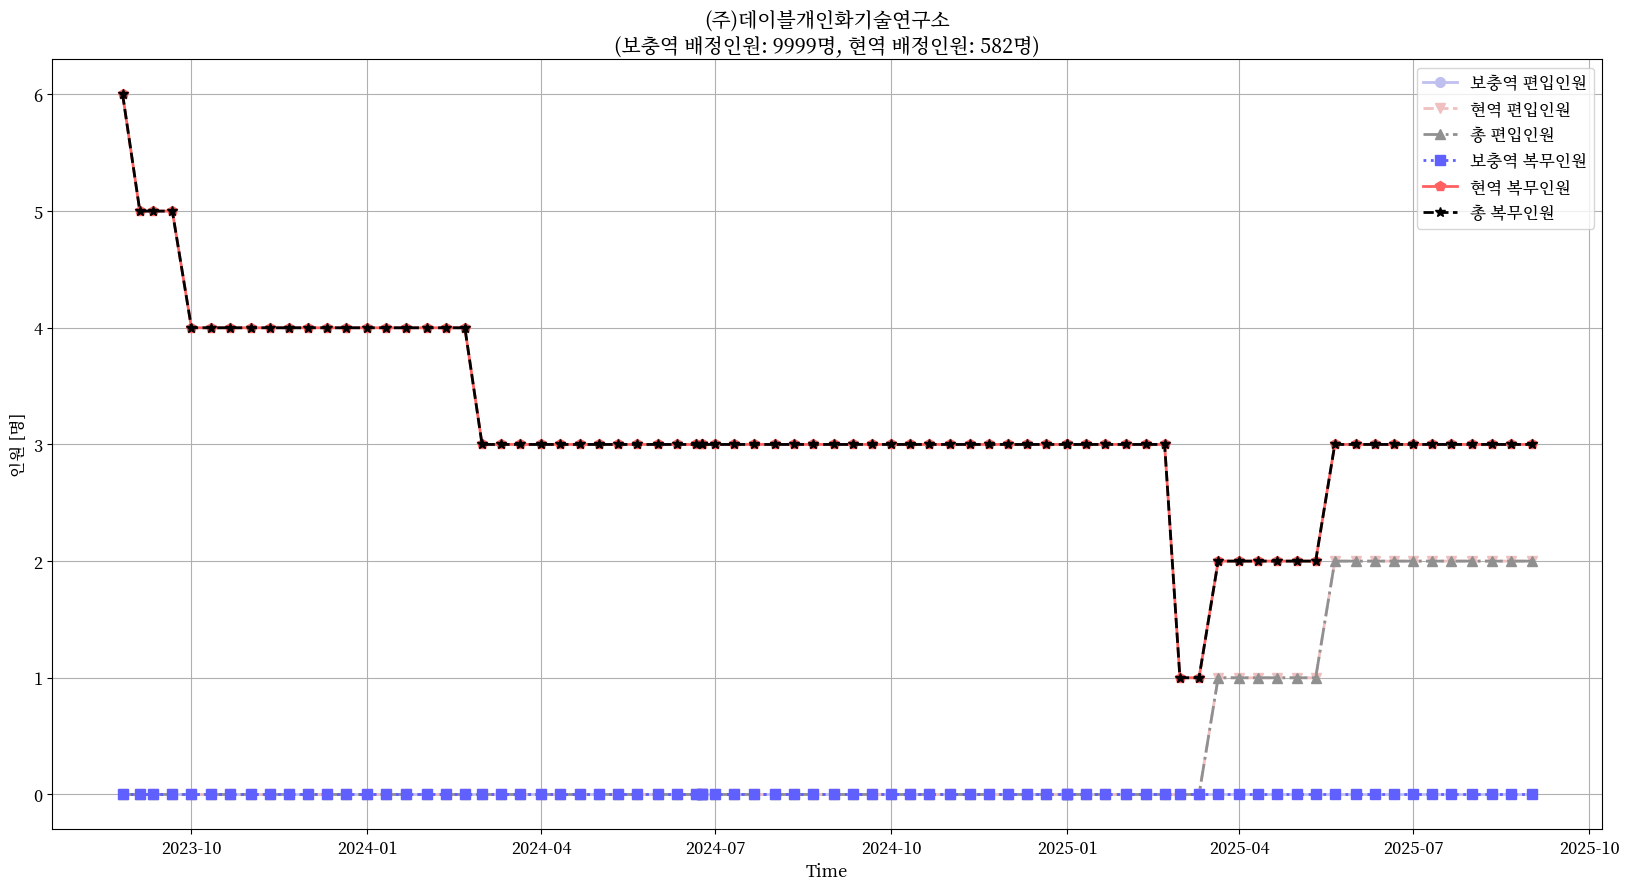 (주)데이블개인화기술연구소
(보충역 배정인원: 9999명, 현역 배정인원: 582명)
보충역 편입인원
현역 편입인원
총 편입인원
보충역 복무인원
현역 복무인원
총 복무인원
인원 [명]
6
5
4
3
2
1
0
2023-10
2024-01
2024-04
2024-07
2024-10
2025-01
2025-04
2025-07
2025-10
Time